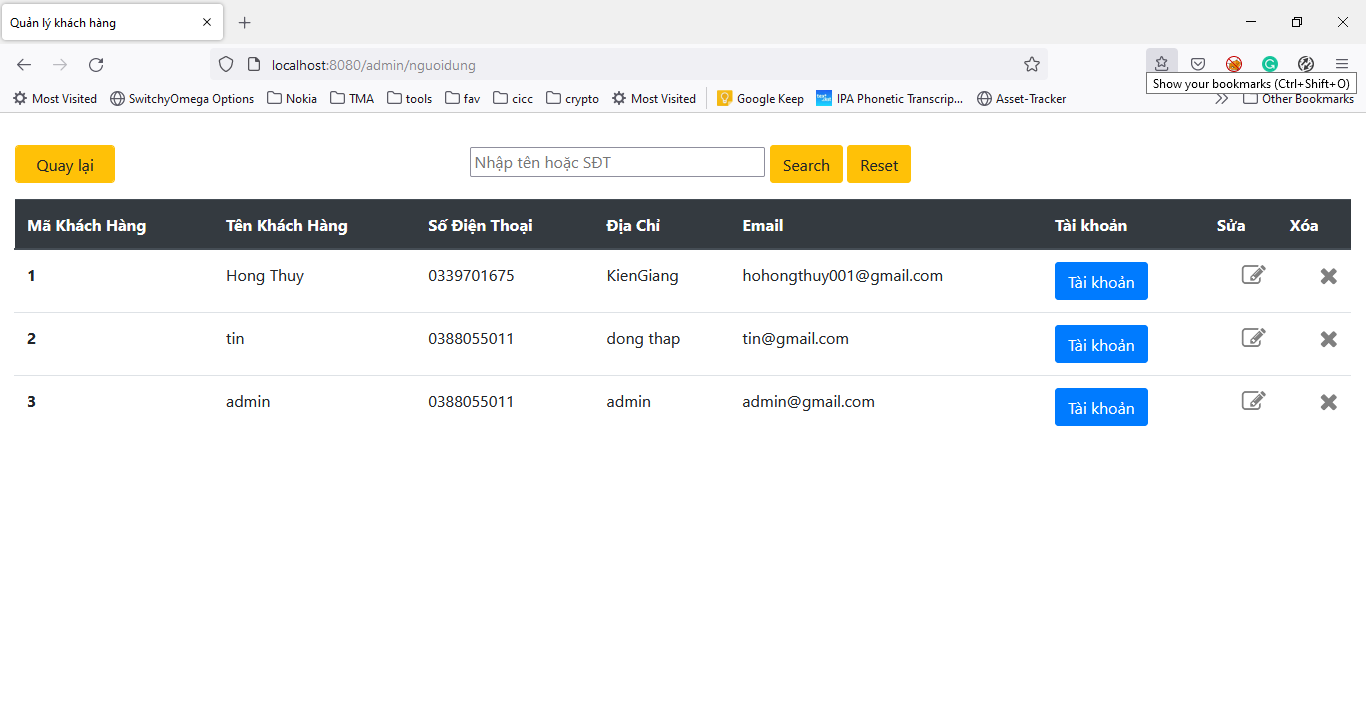 Quản lý khách hàng
localhost:8080/admin/nguoidung
Most Visited SwitchyOmega Options Nokia TMA tools fav cicc crypto Most Visited Google Keep IPA Phonetic Transcrip... Asset-Tracker Other Bookmarks
Show your bookmarks (Ctrl+Shift+O)
Quay lại Nhập tên hoặc SĐT Search Reset
Mã Khách Hàng Tên Khách Hàng Số Điện Thoại Địa Chỉ Email Tài khoản Sửa Xóa
1 Hong Thuy 0339701675 KienGiang hohongthuy001@gmail.com Tài khoản
2 tin 0388055011 dong thap tin@gmail.com Tài khoản
3 admin 0388055011 admin admin@gmail.com Tài khoản